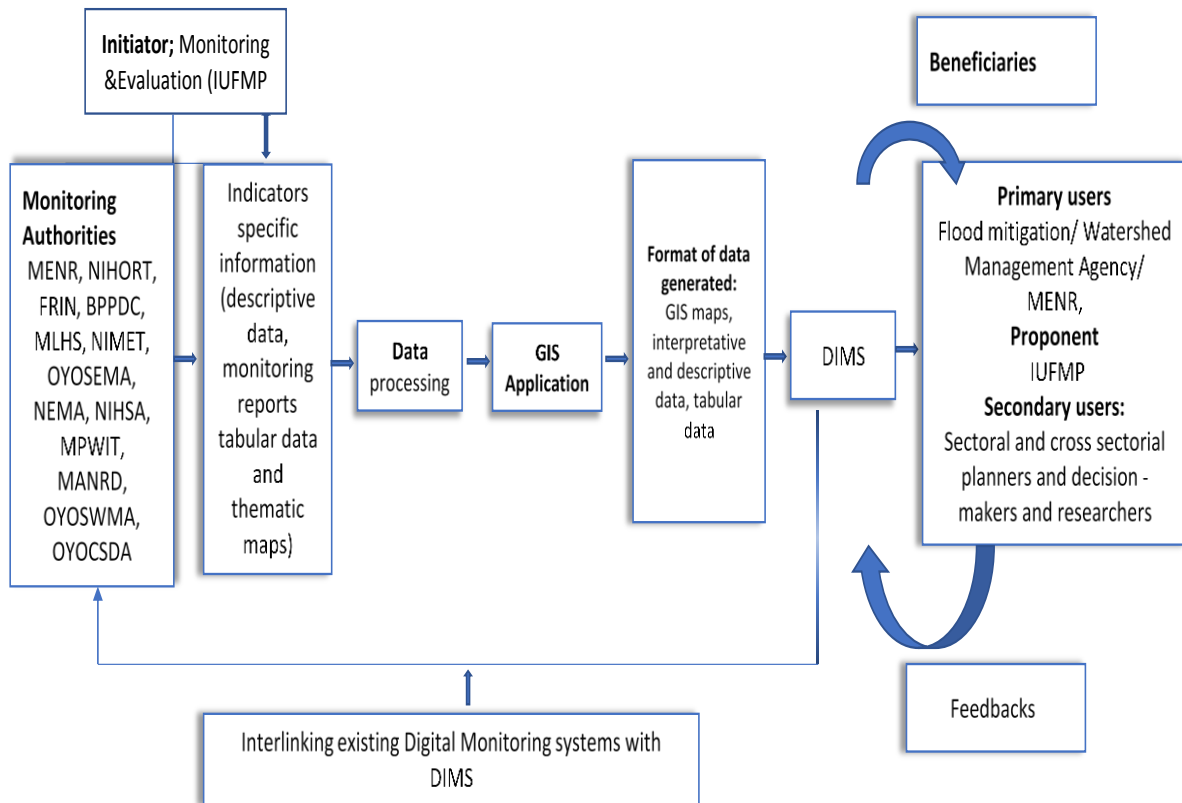 Initiator; Monitoring
&Evaluation (IUFMP
Beneficiaries
Monitoring
Authorities
MENR, NIHORT,
FRIN, BPPDC,
MLHS, NIMET,
OYOSEMA,
NEMA, NIHSA,
MPWIT,
MANRD,
OYOSWMA,
OYOCSDA
Indicators
specific
information
(descriptive
data,
monitoring
reports
tabular data
and
thematic
maps)
Data
processing
GIS
Application
Format of data
generated:
GIS maps,
interpretative
and descriptive
data, tabular
data
DIMS
Primary users
Flood mitigation/ Watershed
Management Agency/
MENR,
Proponent
IUFMP
Secondary users:
Sectoral and cross sectorial
planners and decision -
makers and researchers
Feedbacks
Interlinking existing Digital Monitoring systems with
DIMS